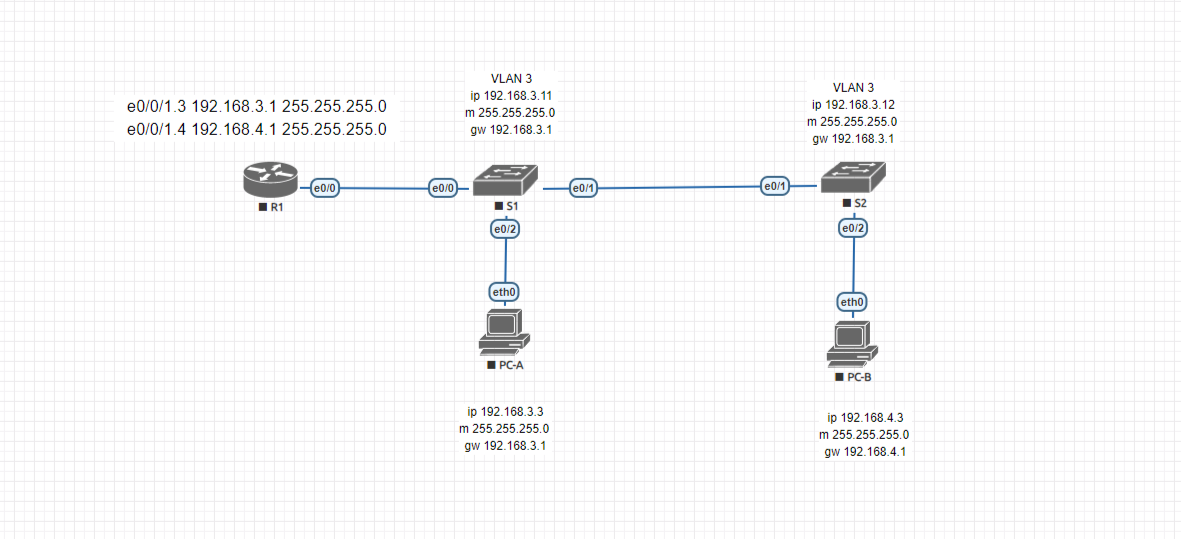 VLAN 3
ip 192.168.3.11
m 255.255.255.0
gw 192.168.3.1
VLAN 3
ip 192.168.3.12
m 255.255.255.0
gw 192.168.3.1
e0/0/1.3 192.168.3.1 255.255.255.0
e0/0/1.4 192.168.4.1 255.255.255.0
e0/0
e0/0
e0/1
e0/1
R1
S1
S2
e0/2
e0/2
eth0
eth0
PC-A
PC-B
ip 192.168.3.3
m 255.255.255.0
gw 192.168.3.1
ip 192.168.4.3
m 255.255.255.0
gw 192.168.4.1